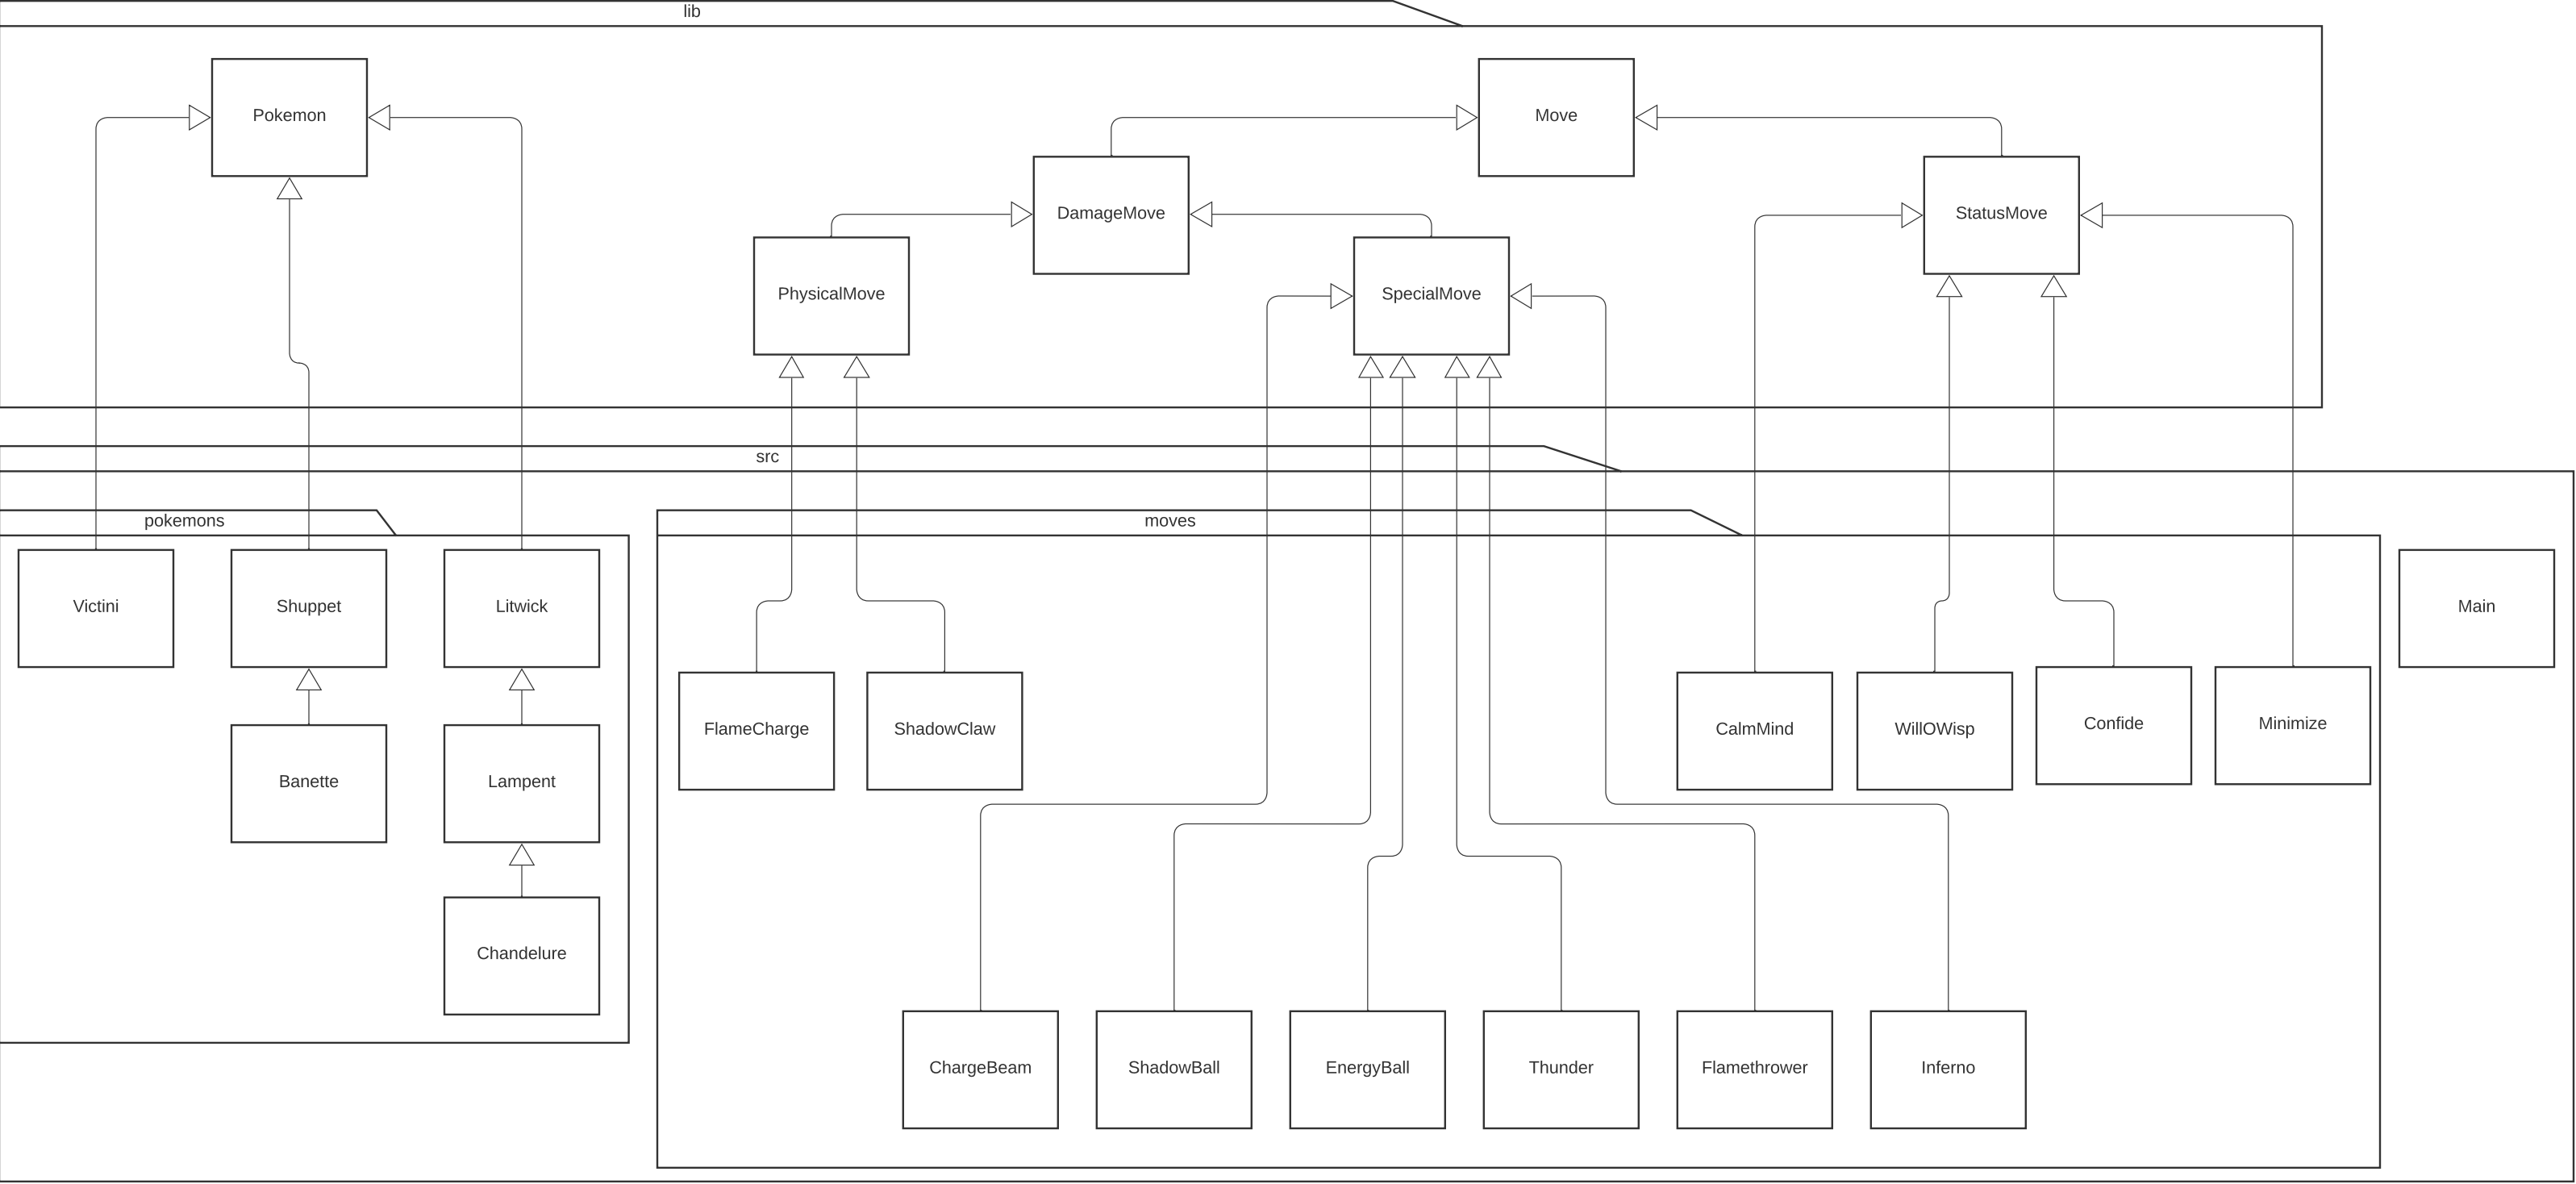 lib
Pokemon
Move
DamageMove
StatusMove
PhysicalMove
SpecialMove
src
pokemons
moves
Victini
Shuppet
Litwick
Main
FlameCharge
ShadowClaw
CalmMind
WillOWisp
Confide
Minimize
Banette
Lampent
Chandelure
ChargeBeam
ShadowBall
EnergyBall
Thunder
Flamethrower
Inferno